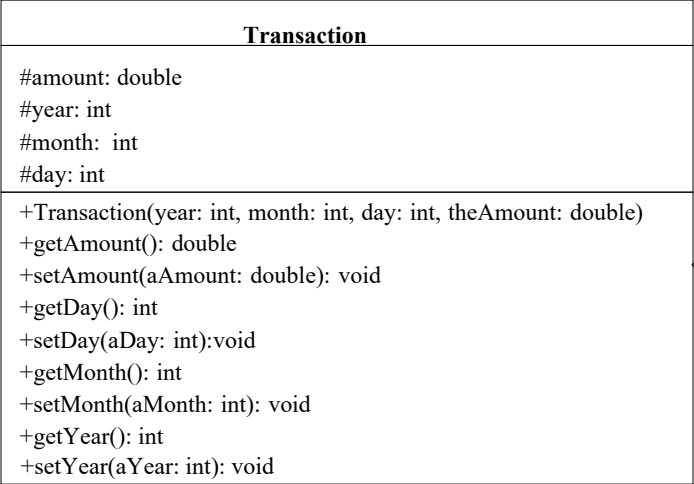 Transaction
#amount: double
#year: int
#month:  int
#day: int
+Transaction(year: int, month: int, day: int, theAmount: double)
+getAmount(): double
+setAmount(aAmount: double): void
+getDay(): int
+setDay(aDay: int):void
+getMonth(): int
+setMonth(aMonth: int): void
+getYear(): int
+setYear(aYear: int): void